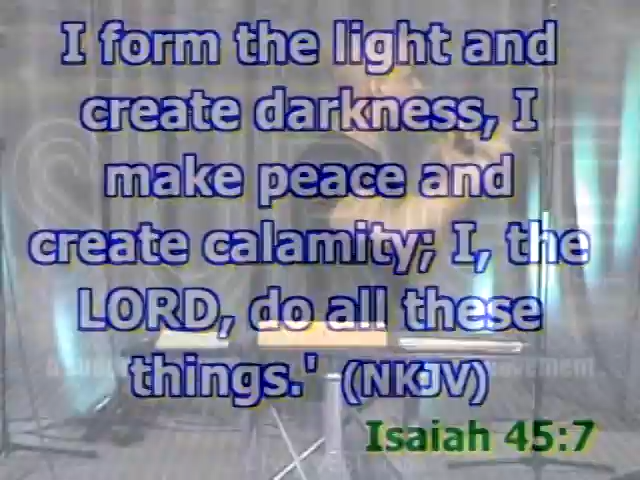 I form the light and
create darkness, I
make peace and
create calamity; I, the
LORD, do all these
things.' (NKJV)
Isaiah 45:7